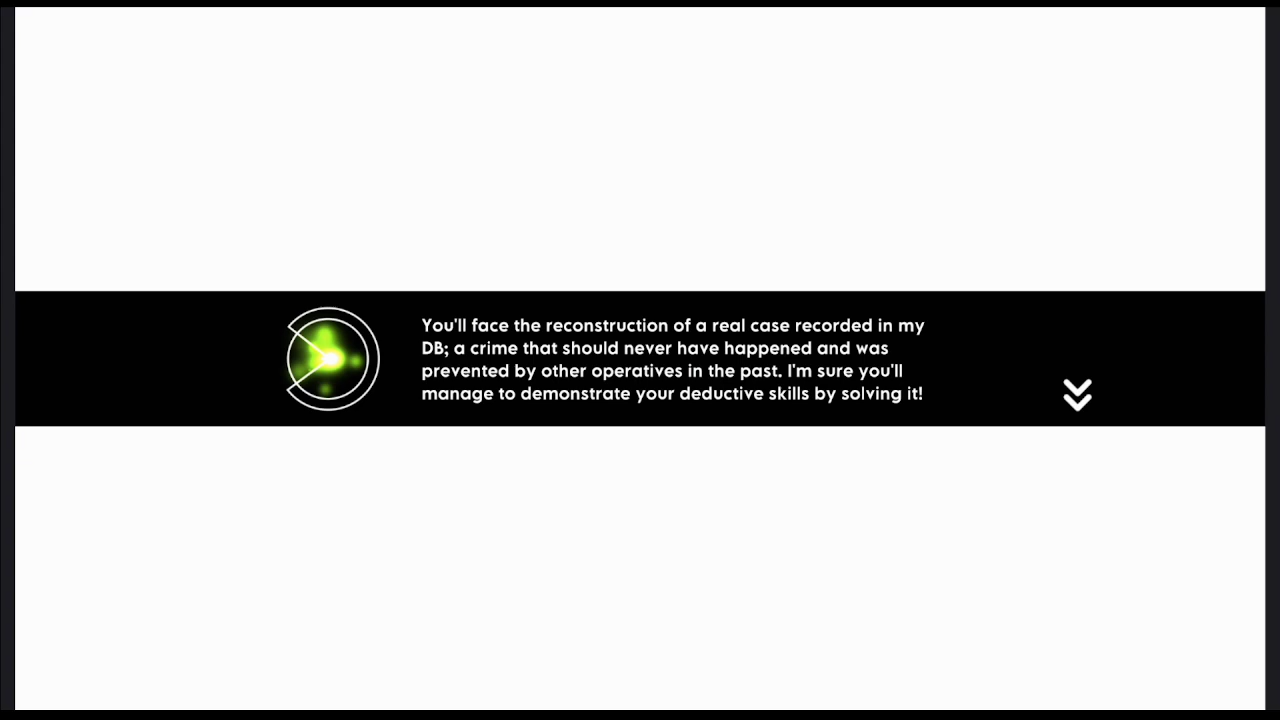 You'll face the reconstruction of a real case recorded in my
DB; a crime that should never have happened and was
prevented by other operatives in the past. I'm sure you'll
manage to demonstrate your deductive skills by solving it!